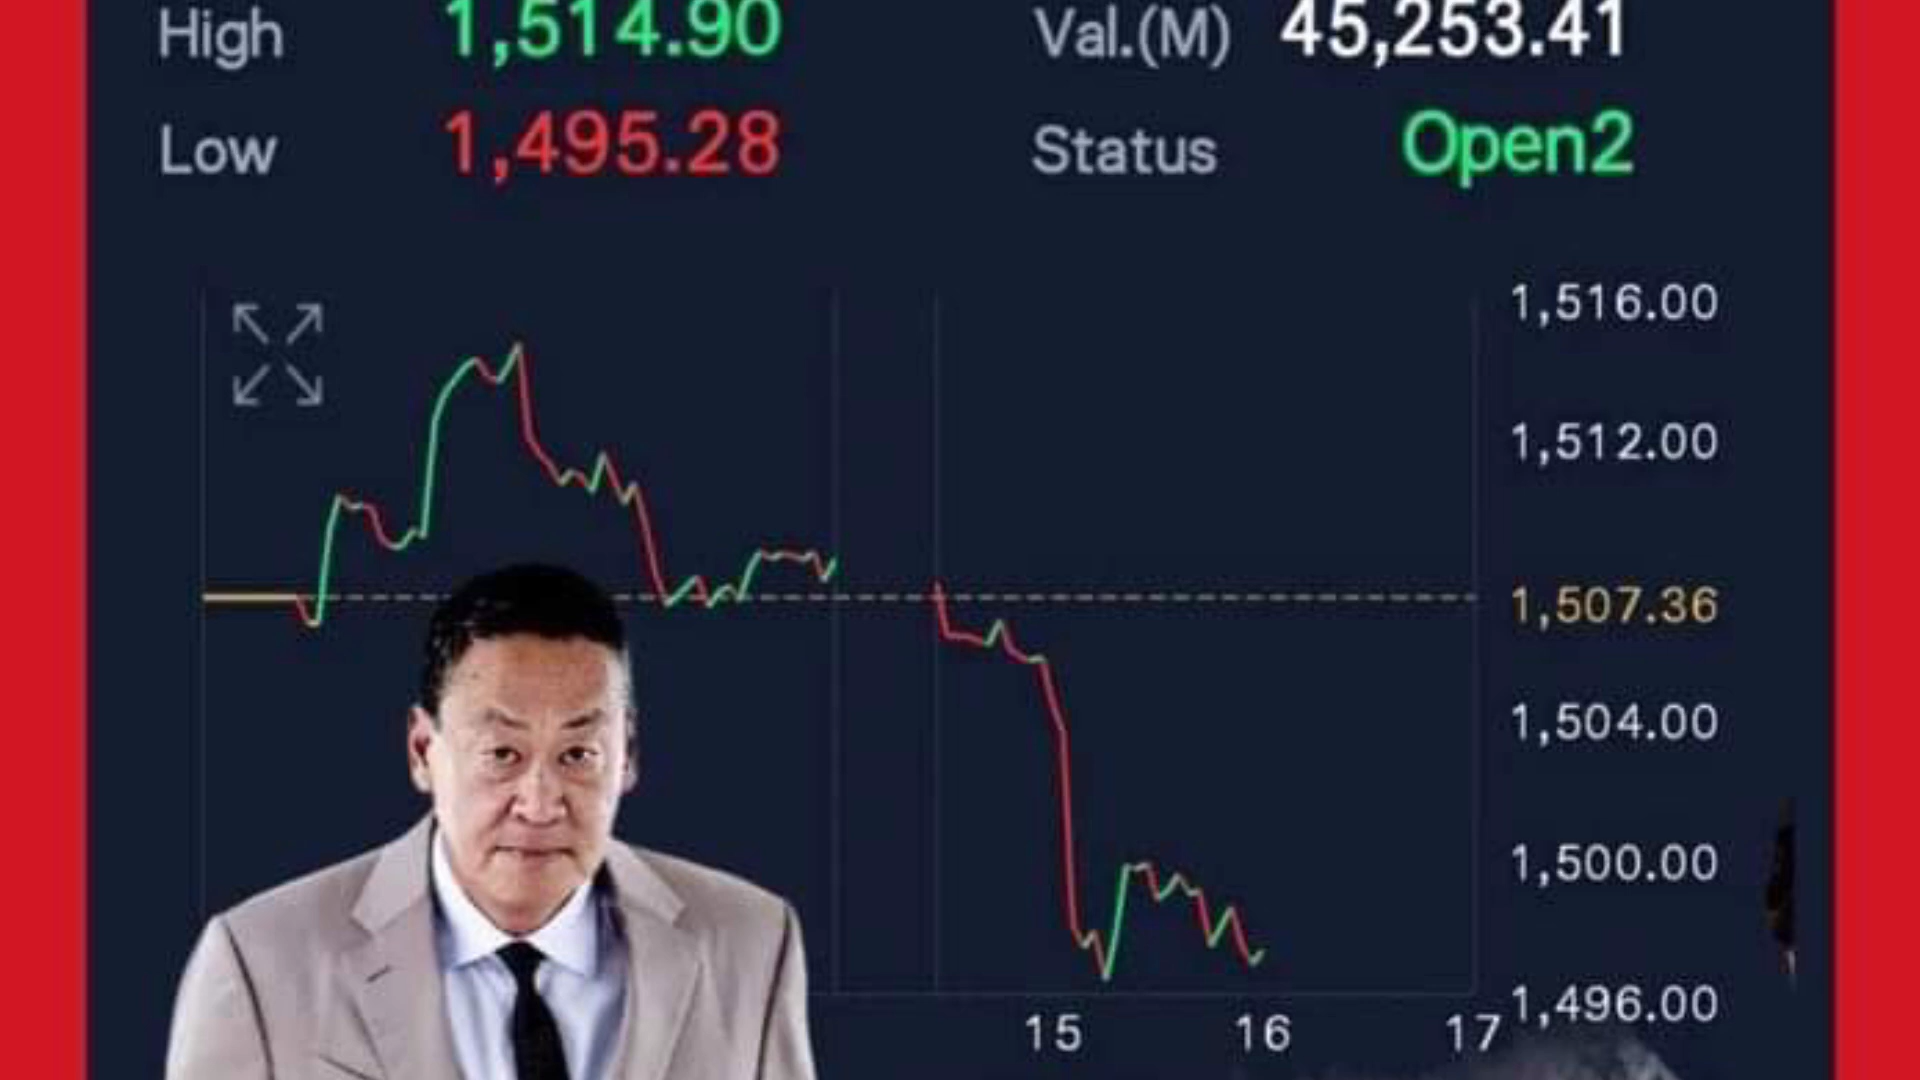 High 1,514.90 Val.(M) 45,253.41
Low 1,495.28 Status Open2
1,516.00
1,512.00
1,507.36
1,504.00
1,500.00
1,496.00
15 16 17